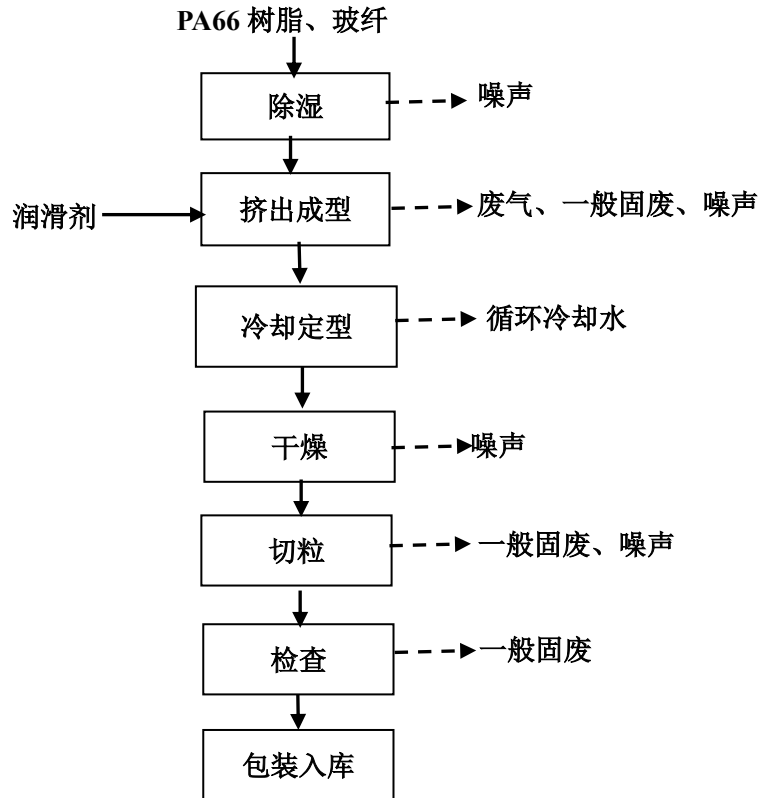 PA66 树脂、玻纤
除湿
噪声
润滑剂
挤出成型
废气、一般固废、噪声
冷却定型
循环冷却水
干燥
噪声
切粒
一般固废、噪声
检查
一般固废
包装入库